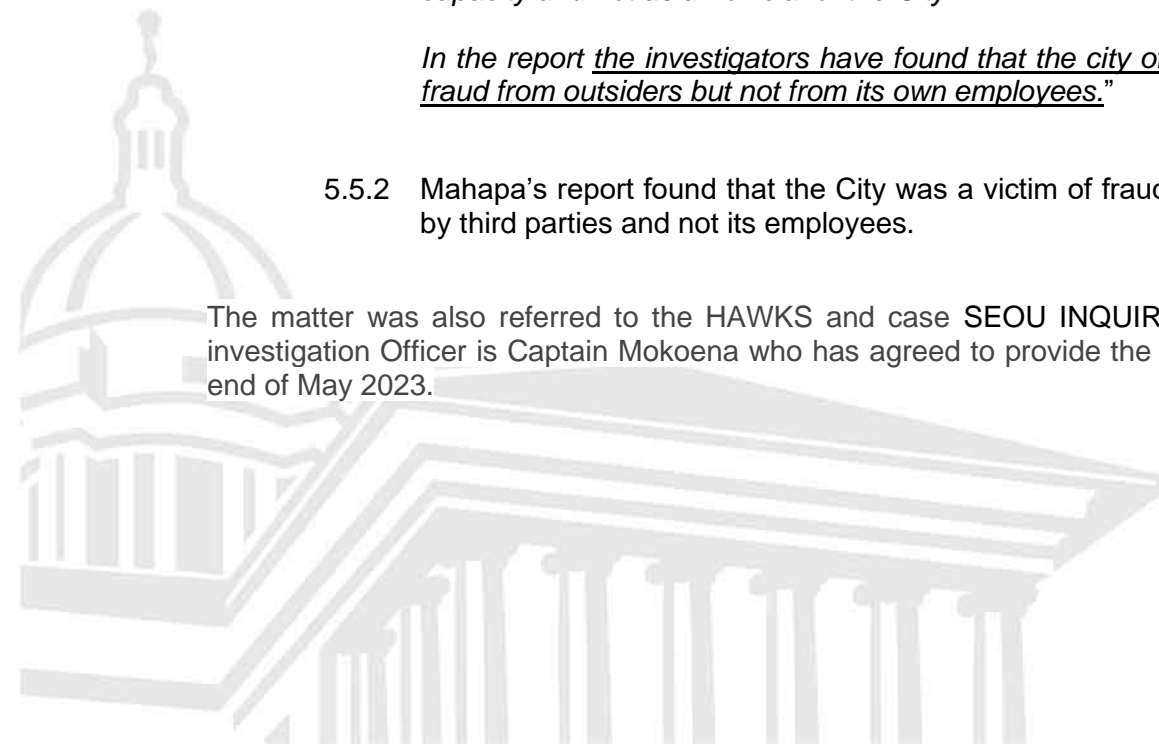 In the report the investigators have found that the city of
fraud from outsiders but not from its own employees.”
5.5.2 Mahapa’s report found that the City was a victim of fraud
by third parties and not its employees.
The matter was also referred to the HAWKS and case SEOU INQUIR
investigation Officer is Captain Mokoena who has agreed to provide the
end of May 2023.